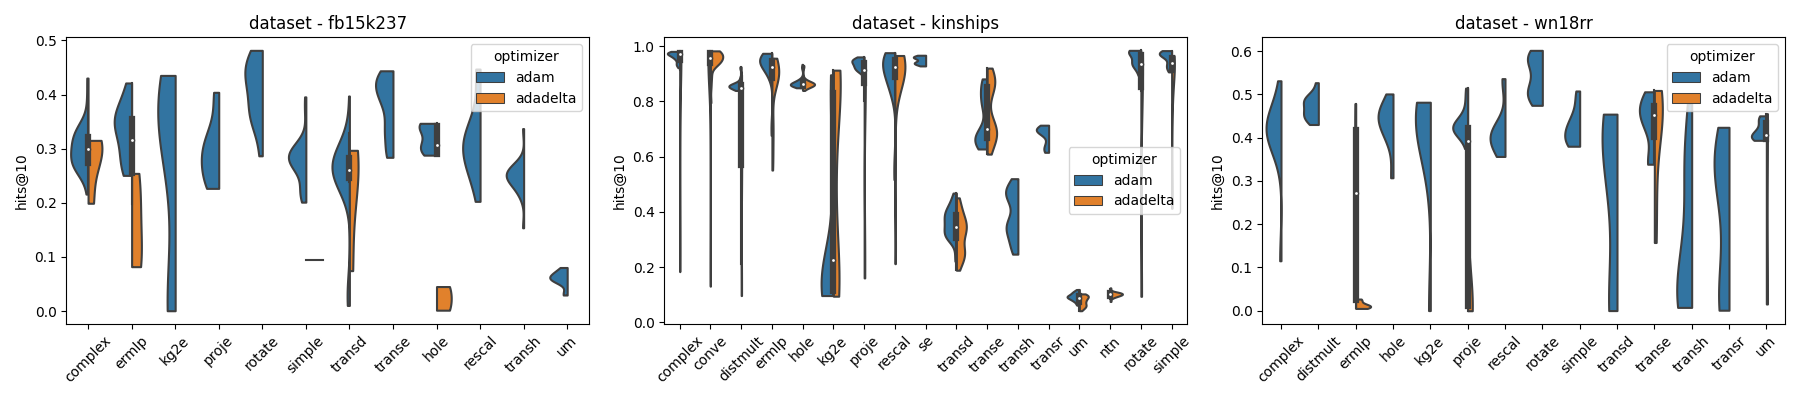 dataset - fb15k237
hits@10
0.5
0.4
0.3
0.2
0.1
0.0
optimizer
adam
adadelta
complex
ermlp
kg2e
proje
rotate
simple
transd
transe
hole
rescal
transh
um
dataset - kinships
hits@10
1.0
0.8
0.6
0.4
0.2
0.0
optimizer
adam
adadelta
complex
conve
distmult
ermlp
hole
kg2e
proje
rescal
se
transd
transe
transh
transr
um
ntn
rotate
simple
dataset - wn18rr
hits@10
0.6
0.5
0.4
0.3
0.2
0.1
0.0
optimizer
adam
adadelta
complex
distmult
ermlp
hole
kg2e
proje
rescal
rotate
simple
transd
transe
transh
transr
um